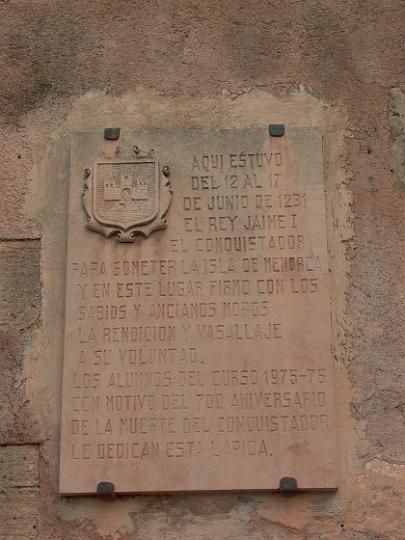 AQUI ESTUVO
DEL 12 AL 17
DE JUNIO DE 1231
EL REY JAIME I
EL CONQUISTADOR
PARA SOMETER LA ISLA DE MENORCA
Y EN ESTE LUGAR FIRMO CON LOS
SABIOS Y ANCIANOS MOROS
LA RENDICION Y VASALLAJE
A SU VOLUNTAD.
LOS ALUMNOS DEL CURSO 1975-76
CON MOTIVO DEL 700 ANIVERSARIO
DE LA MUERTE DEL CONQUISTADOR
LE DEDICAN ESTA LAPIDA.